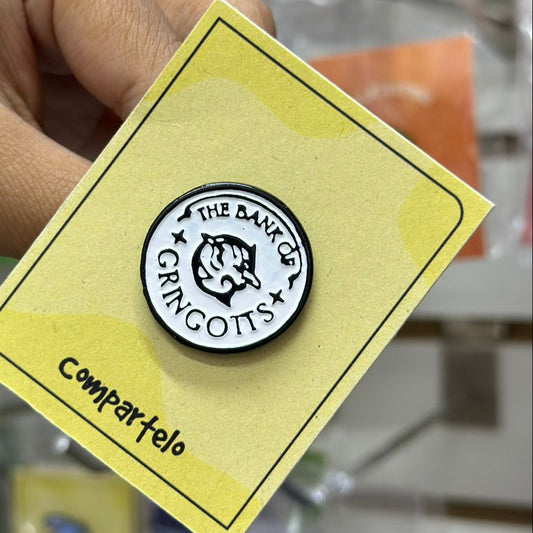 THE BANK OF
GRINGOTTS
compartelo